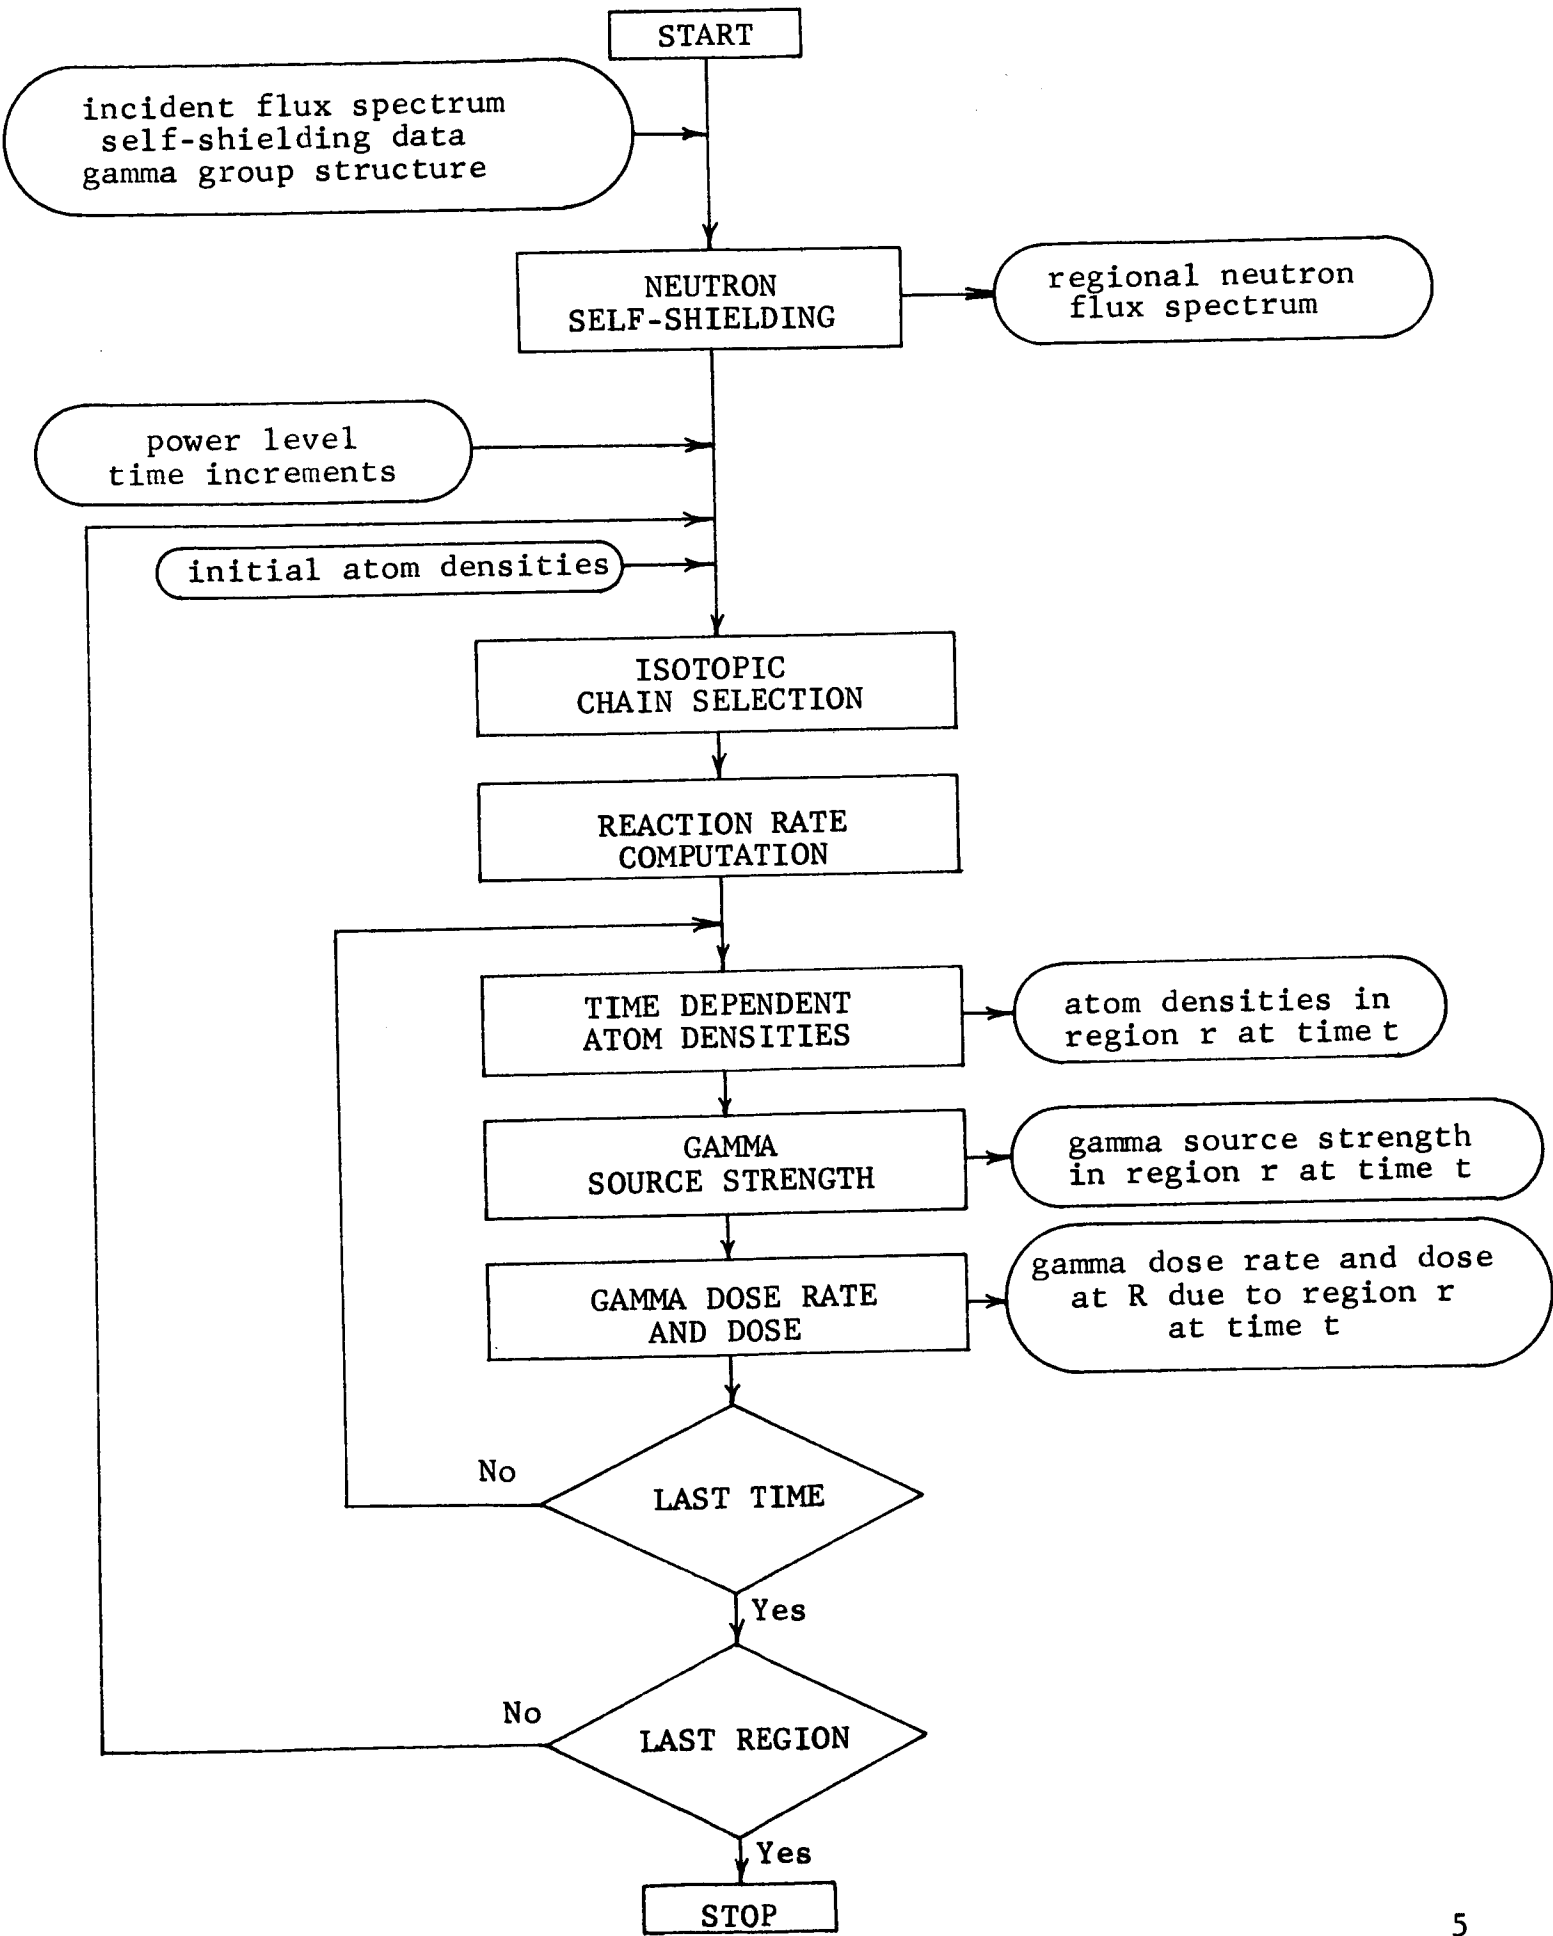 START
incident flux spectrum
self-shielding data
gamma group structure
NEUTRON
SELF-SHIELDING
regional neutron
flux spectrum
power level
time increments
initial atom densities
ISOTOPIC
CHAIN SELECTION
REACTION RATE
COMPUTATION
TIME DEPENDENT
ATOM DENSITIES
atom densities in
region r at time t
GAMMA
SOURCE STRENGTH
gamma source strength
in region r at time t
GAMMA DOSE RATE
AND DOSE
gamma dose rate and dose
at R due to region r
at time t
No
LAST TIME
Yes
No
LAST REGION
Yes
STOP
5